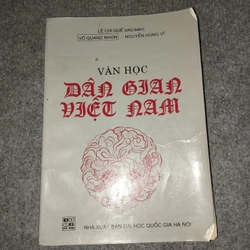 LÊ CHÍ QUẾ (chủ biên)
VÕ QUANG NHƠN - NGUYỄN HÙNG VĨ
VĂN HỌC
DÂN GIAN
VIỆT NAM
NHÀ XUẤT BẢN ĐẠI HỌC QUỐC GIA HÀ NỘI